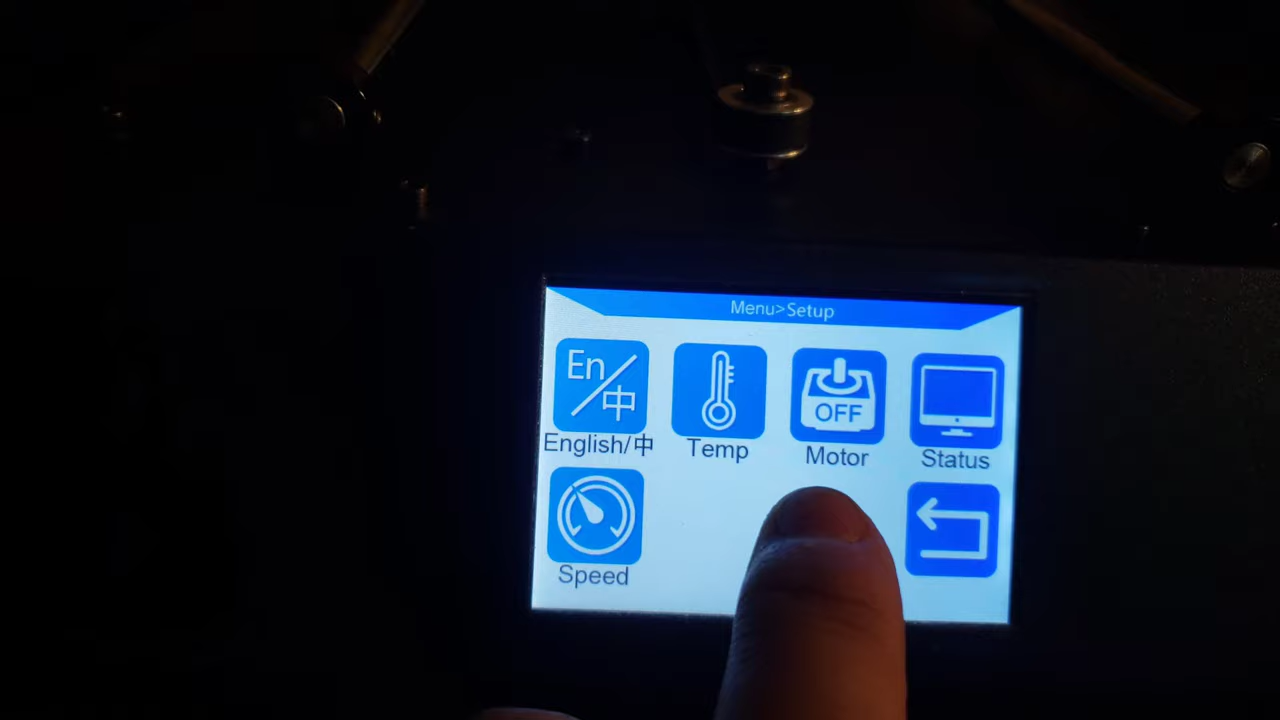 Menu>Setup
En/中
OFF
English/中
Temp
Motor
Status
Speed